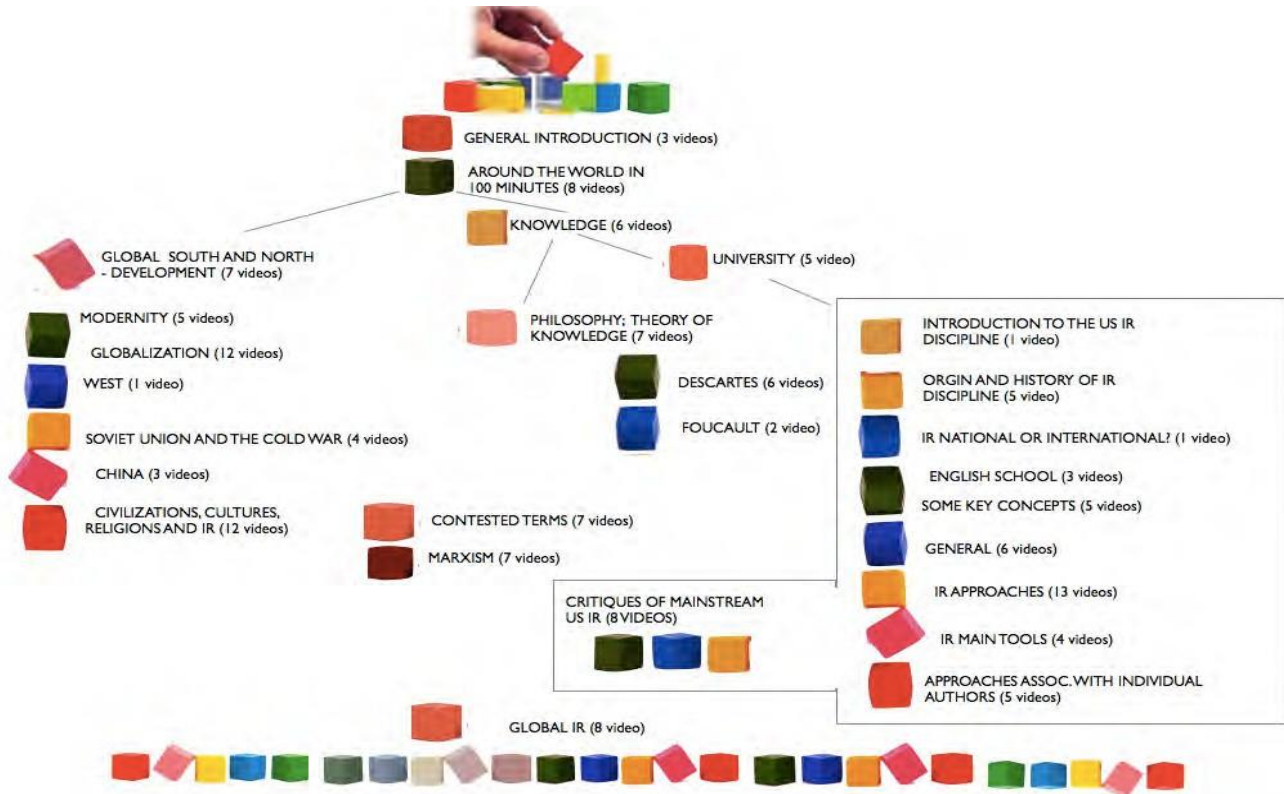 GENERAL INTRODUCTION (3 videos)
AROUND THE WORLD IN
100 MINUTES (8 videos)
KNOWLEDGE (6 videos)
UNIVERSITY (5 video)
GLOBAL SOUTH AND NORTH
- DEVELOPMENT (7 videos)
MODERNITY (5 videos)
GLOBALIZATION (12 videos)
WEST (1 video)
SOVIET UNION AND THE COLD WAR (4 videos)
CHINA (3 videos)
CIVILIZATIONS, CULTURES,
RELIGIONS AND IR (12 videos)
PHILOSOPHY; THEORY OF
KNOWLEDGE (7 videos)
DESCARTES (6 videos)
FOUCAULT (2 video)
CONTESTED TERMS (7 videos)
MARXISM (7 videos)
INTRODUCTION TO THE US IR
DISCIPLINE (1 video)
ORGIN AND HISTORY OF IR
DISCIPLINE (5 video)
IR NATIONAL OR INTERNATIONAL? (1 video)
ENGLISH SCHOOL (3 videos)
SOME KEY CONCEPTS (5 videos)
GENERAL (6 videos)
IR APPROACHES (13 videos)
IR MAIN TOOLS (4 videos)
APPROACHES ASSOC. WITH INDIVIDUAL
AUTHORS (5 videos)
CRITIQUES OF MAINSTREAM
US IR (8 VIDEOS)
GLOBAL IR (8 video)